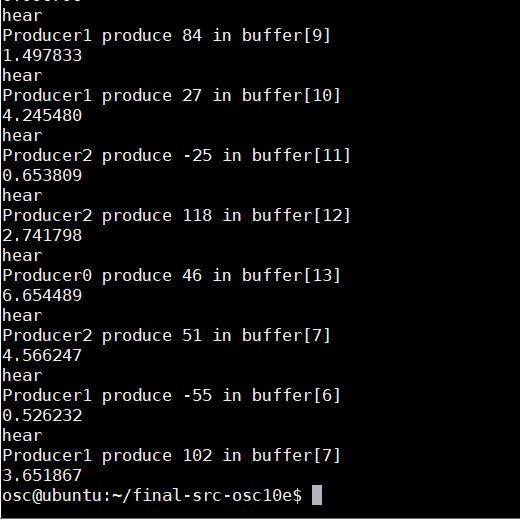 hear
Producer1 produce 84 in buffer[9]
1.497833
hear
Producer1 produce 27 in buffer[10]
4.245480
hear
Producer2 produce -25 in buffer[11]
0.653809
hear
Producer2 produce 118 in buffer[12]
2.741798
hear
Producer0 produce 46 in buffer[13]
6.654489
hear
Producer2 produce 51 in buffer[7]
4.566247
hear
Producer1 produce -55 in buffer[6]
0.526232
hear
Producer1 produce 102 in buffer[7]
3.651867
osc@ubuntu:~/final-src-osc10e$